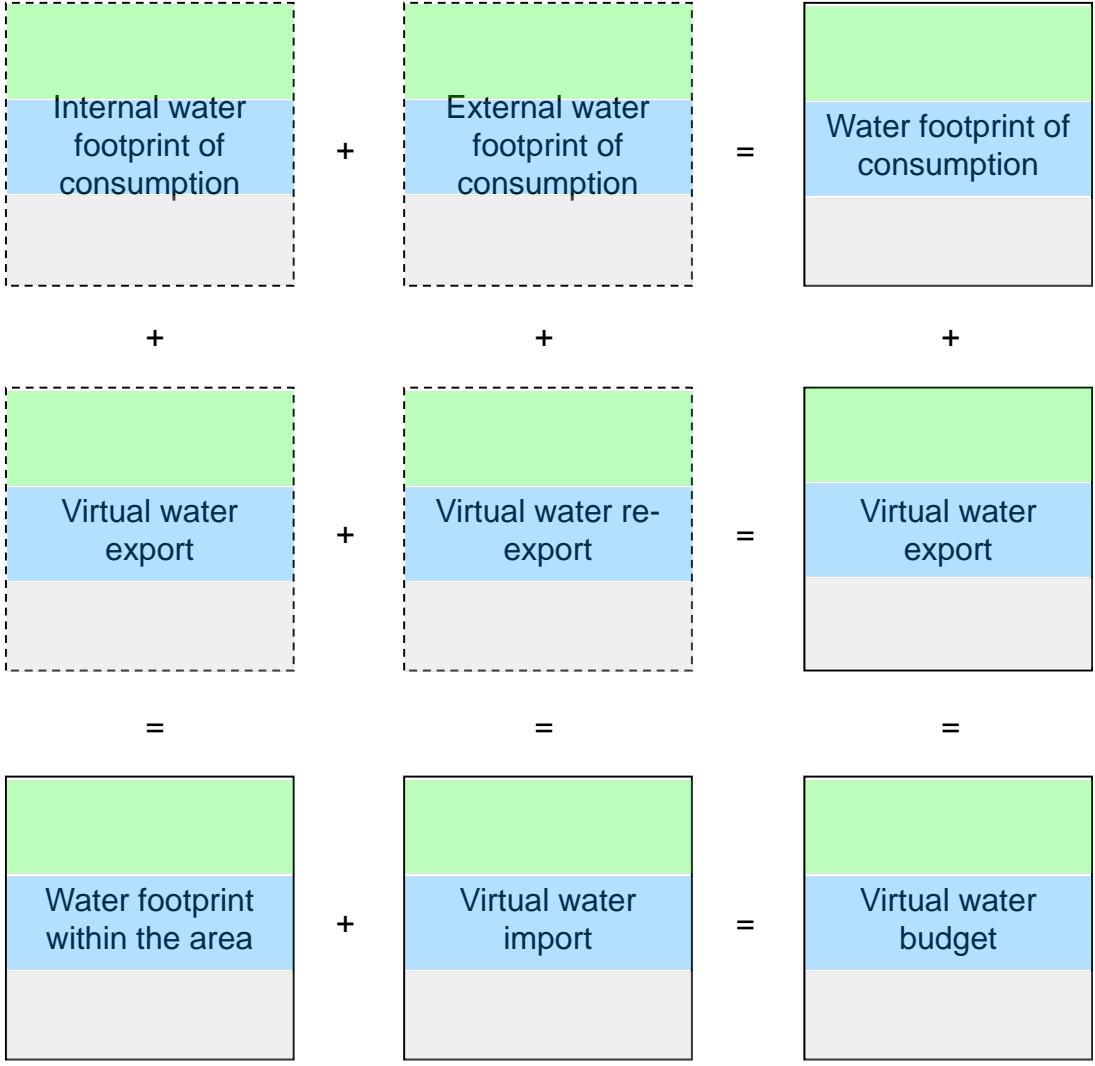 Internal water
footprint of
consumption
+
External water
footprint of
consumption
=
Water footprint of
consumption
+
+
+
Virtual water
export
+
Virtual water re-
export
=
Virtual water
export
=
=
=
Water footprint
within the area
+
Virtual water
import
=
Virtual water
budget